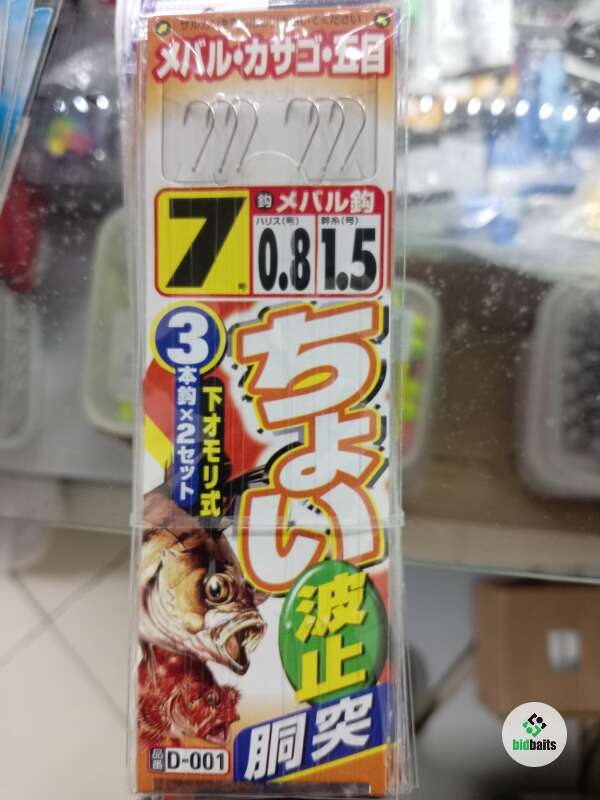 メバル・カサゴ・五目
7号
鈎 メバル鈎
ハリス(号) 幹糸(号)
0.8 1.5
3本鈎×2セット
下オモリ式
ちょい
波止
胴突
品番 D-001
bidbaits